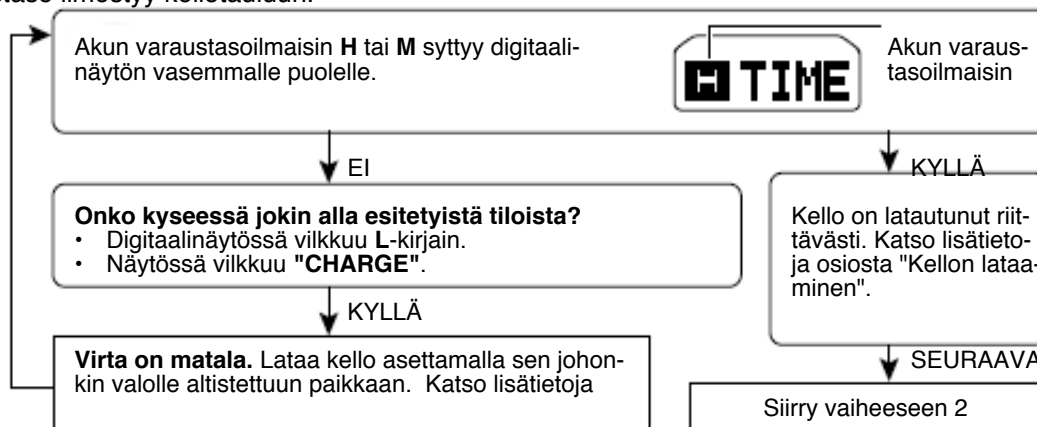 Akun varaustasoilmaisin H tai M syttyy digitaali-
näytön vasemmalle puolelle.
H TIME
Akun varaus-
tasoilmaisin
EI
KYLLÄ
Onko kyseessä jokin alla esitetyistä tiloista?
• Digitaalinäytössä vilkkuu L-kirjain.
• Näytössä vilkkuu "CHARGE".
Kello on latautunut riit-
tävästi. Katso lisätieto-
ja osiosta "Kellon lataa-
minen".
KYLLÄ
SEURAAVA
Virta on matala. Lataa kello asettamalla sen johon-
kin valolle altistettuun paikkaan. Katso lisätietoja
Siirry vaiheeseen 2